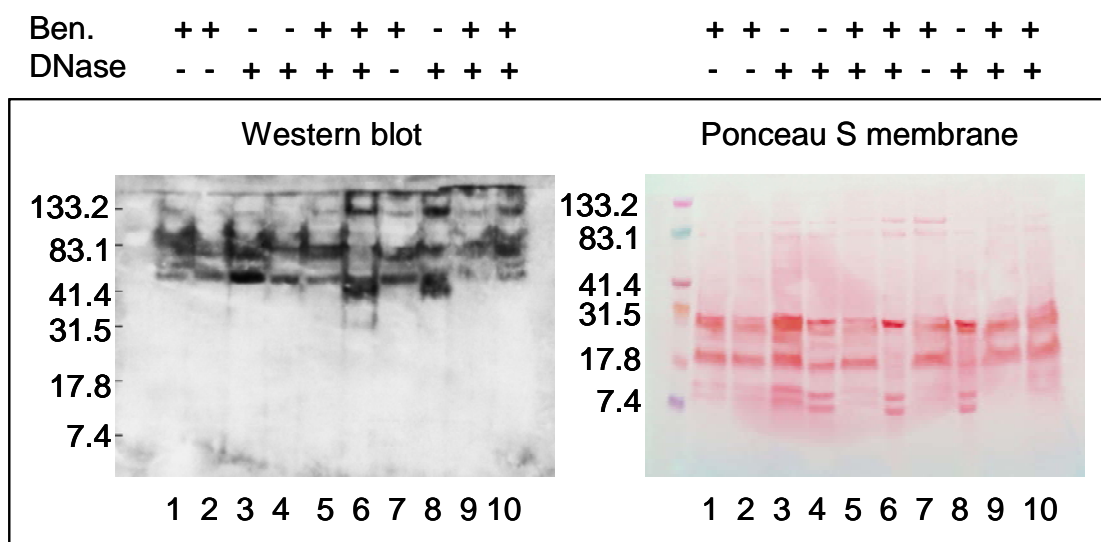 Ben. + + - - + + + - + + + + - - + + + - + +
DNase - - + + + + - + + + - - + + + + - + + +
Western blot Ponceau S membrane
133.2 133.2
83.1 83.1
41.4 41.4
31.5 31.5
17.8 17.8
7.4 7.4
1 2 3 4 5 6 7 8 9 10 1 2 3 4 5 6 7 8 9 10